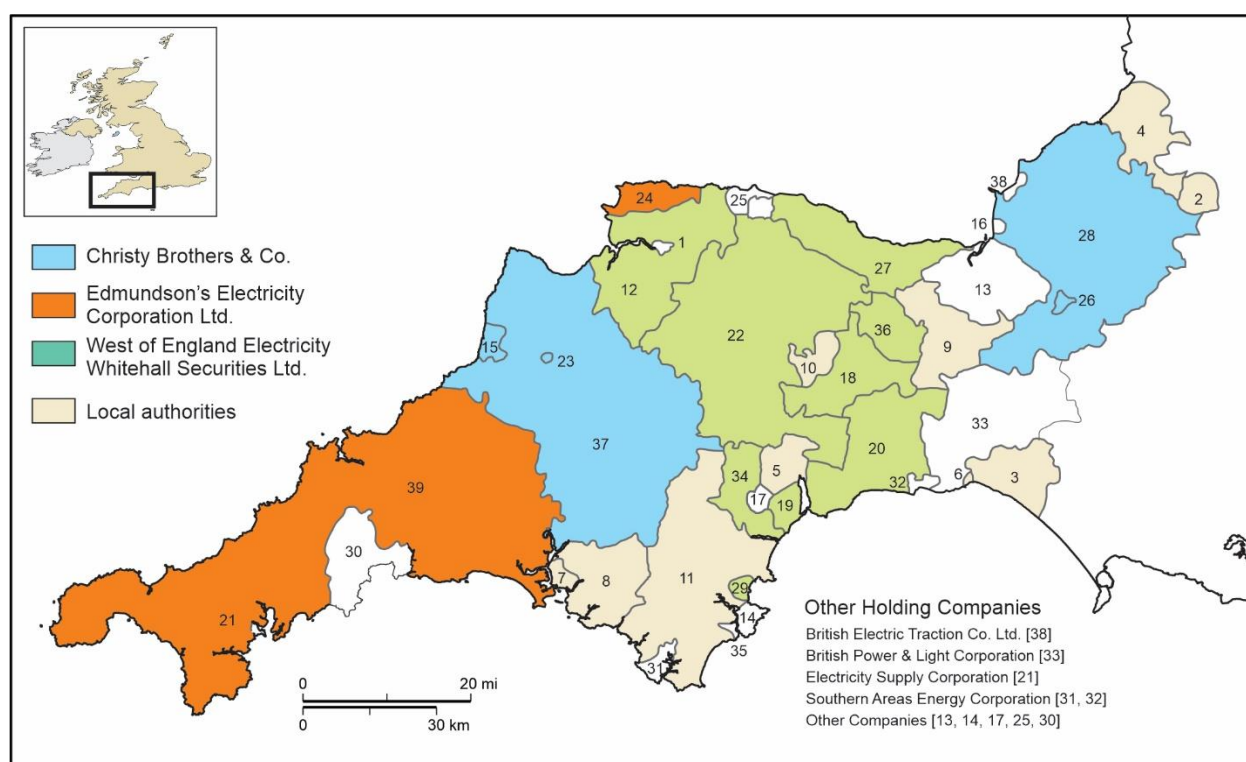 Christy Brothers & Co.
Edmundson's Electricity
Corporation Ltd.
West of England Electricity
Whitehall Securities Ltd.
Local authorities
4
38
2
24
25
16
28
1
27
12
13
26
22
36
15
23
10
9
18
33
37
20
34
5
6
3
39
32
17
19
30
7
8
11
29
21
14
35
31
0
20 mi
0
30 km
Other Holding Companies
British Electric Traction Co. Ltd. [38]
British Power & Light Corporation [33]
Electricity Supply Corporation [21]
Southern Areas Energy Corporation [31, 32]
Other Companies [13, 14, 17, 25, 30]